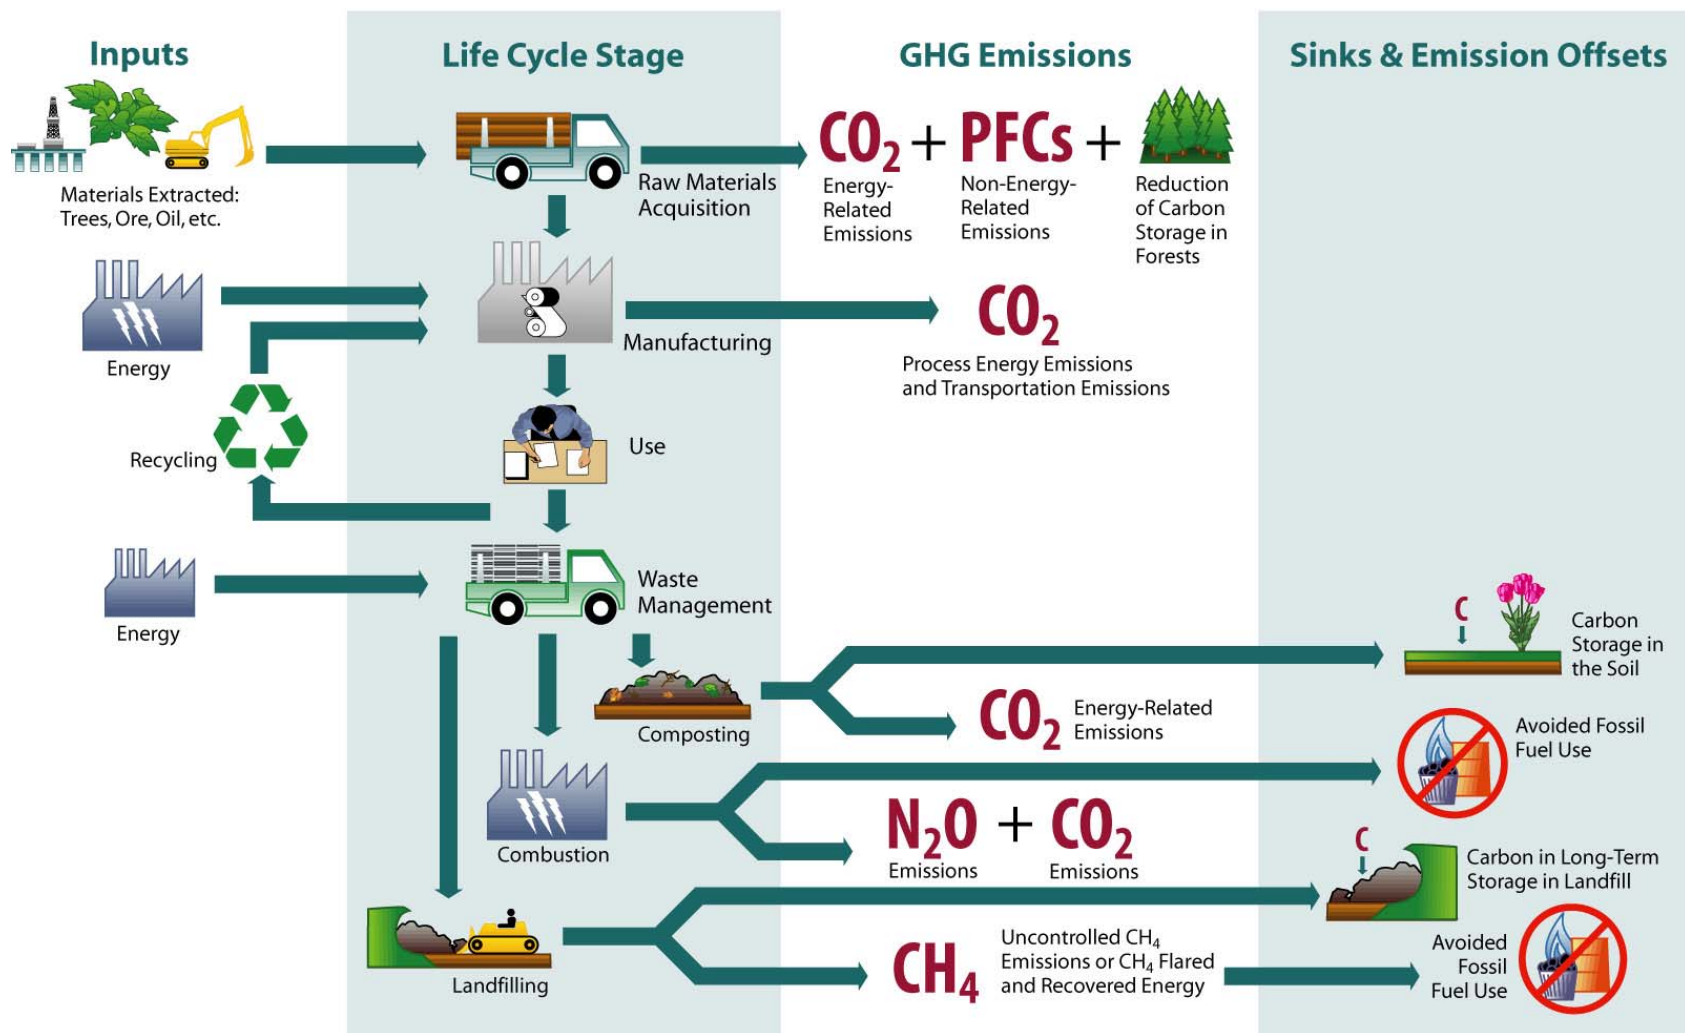 Inputs
Life Cycle Stage
GHG Emissions
Sinks & Emission Offsets
Materials Extracted:
Trees, Ore, Oil, etc.
Raw Materials
Acquisition
CO₂ + PFCs +
Energy-
Related
Emissions
Non-Energy-
Related
Emissions
Reduction
of Carbon
Storage in
Forests
Energy
Manufacturing
CO₂
Process Energy Emissions
and Transportation Emissions
Recycling
Use
Energy
Waste
Management
C
Carbon
Storage in
the Soil
Composting
CO₂
Energy-Related
Emissions
Avoided Fossil
Fuel Use
Combustion
N₂O + CO₂
Emissions
Emissions
C
Carbon in Long-Term
Storage in Landfill
Landfilling
CH₄
Uncontrolled CH₄
Emissions or CH₄ Flared
and Recovered Energy
Avoided
Fossil
Fuel Use